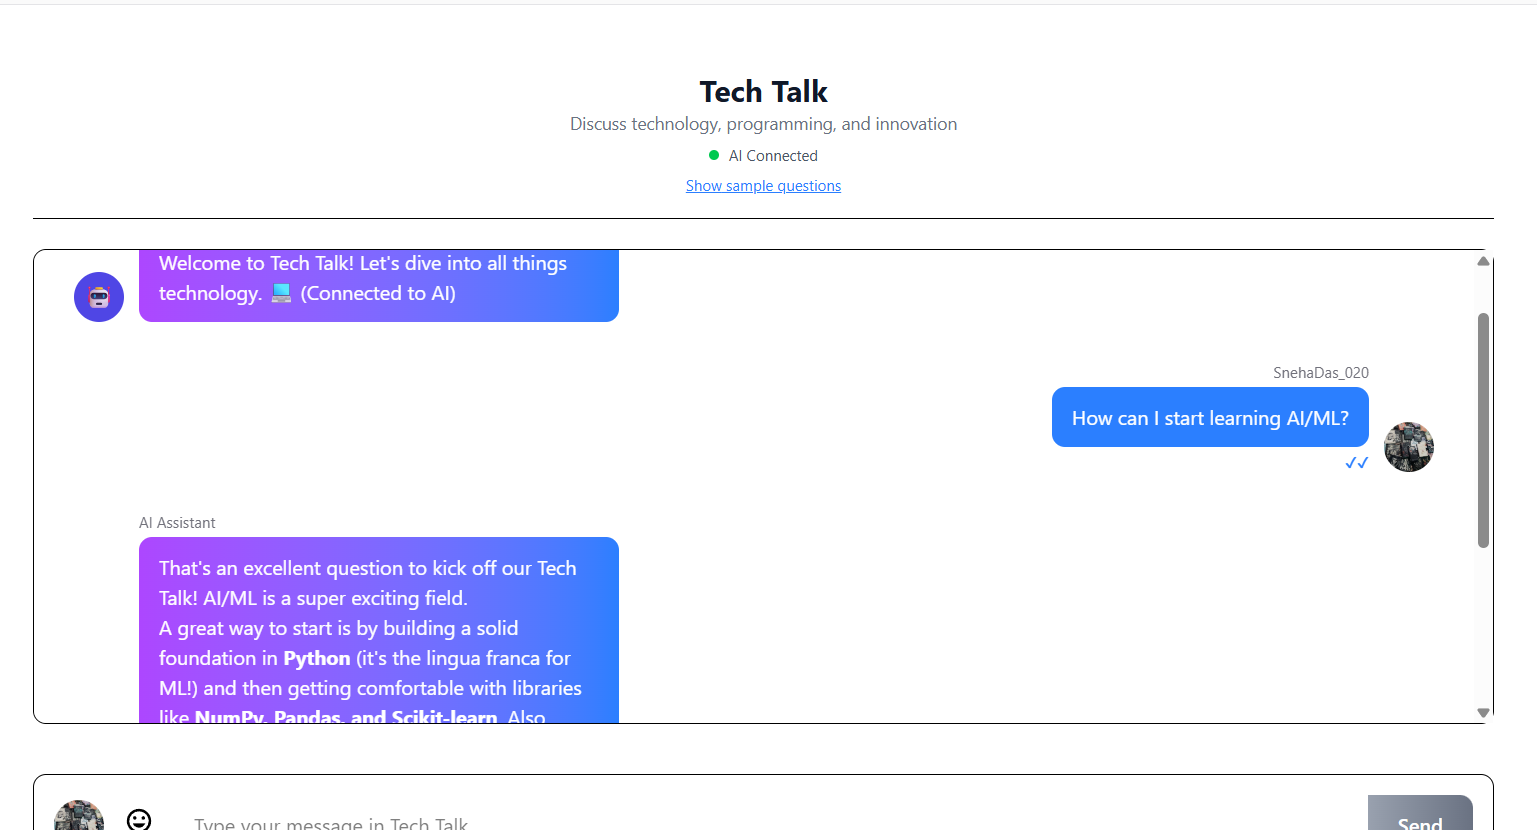 Tech Talk
Discuss technology, programming, and innovation
AI Connected
Show sample questions
Welcome to Tech Talk! Let's dive into all things
technology. 💻 (Connected to AI)
SnehaDas_020
How can I start learning AI/ML?
AI Assistant
That's an excellent question to kick off our Tech
Talk! AI/ML is a super exciting field.
A great way to start is by building a solid
foundation in Python (it's the lingua franca for
ML!) and then getting comfortable with libraries
like NumPy, Pandas, and Scikit-learn. Also
Type your message in Tech Talk
Send